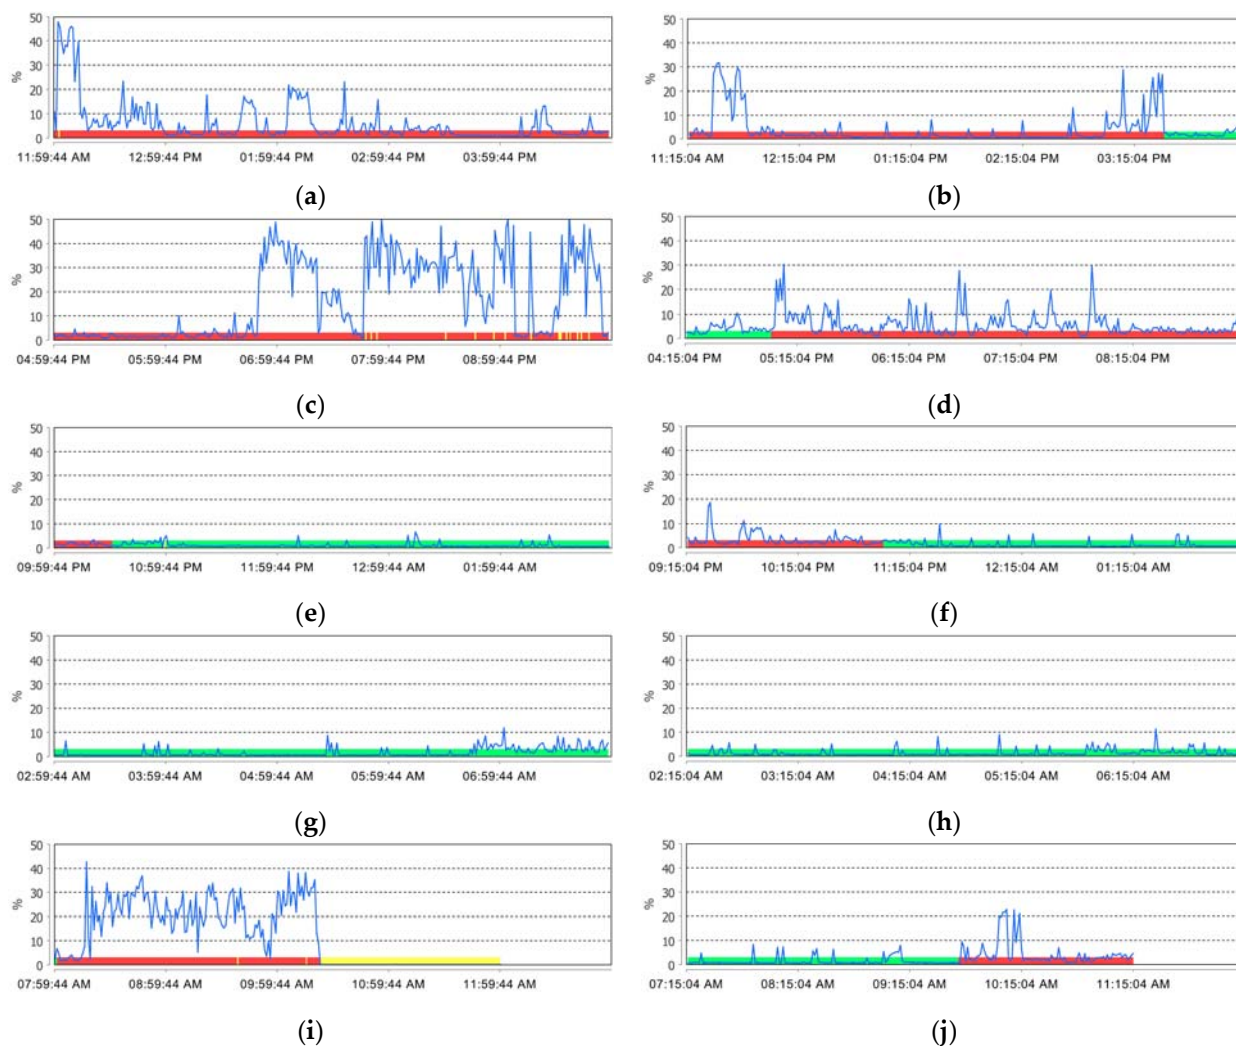 50 40 30 20 10 0
%
11:59:44 AM 12:59:44 PM 01:59:44 PM 02:59:44 PM 03:59:44 PM
(a)
50 40 30 20 10 0
%
11:15:04 AM 12:15:04 PM 01:15:04 PM 02:15:04 PM 03:15:04 PM
(b)
50 40 30 20 10 0
%
04:59:44 PM 05:59:44 PM 06:59:44 PM 07:59:44 PM 08:59:44 PM
(c)
50 40 30 20 10 0
%
04:15:04 PM 05:15:04 PM 06:15:04 PM 07:15:04 PM 08:15:04 PM
(d)
50 40 30 20 10 0
%
09:59:44 PM 10:59:44 PM 11:59:44 PM 12:59:44 AM 01:59:44 AM
(e)
50 40 30 20 10 0
%
09:15:04 PM 10:15:04 PM 11:15:04 PM 12:15:04 AM 01:15:04 AM
(f)
50 40 30 20 10 0
%
02:59:44 AM 03:59:44 AM 04:59:44 AM 05:59:44 AM 06:59:44 AM
(g)
50 40 30 20 10 0
%
02:15:04 AM 03:15:04 AM 04:15:04 AM 05:15:04 AM 06:15:04 AM
(h)
50 40 30 20 10 0
%
07:59:44 AM 08:59:44 AM 09:59:44 AM 10:59:44 AM 11:59:44 AM
(i)
50 40 30 20 10 0
%
07:15:04 AM 08:15:04 AM 09:15:04 AM 10:15:04 AM 11:15:04 AM
(j)